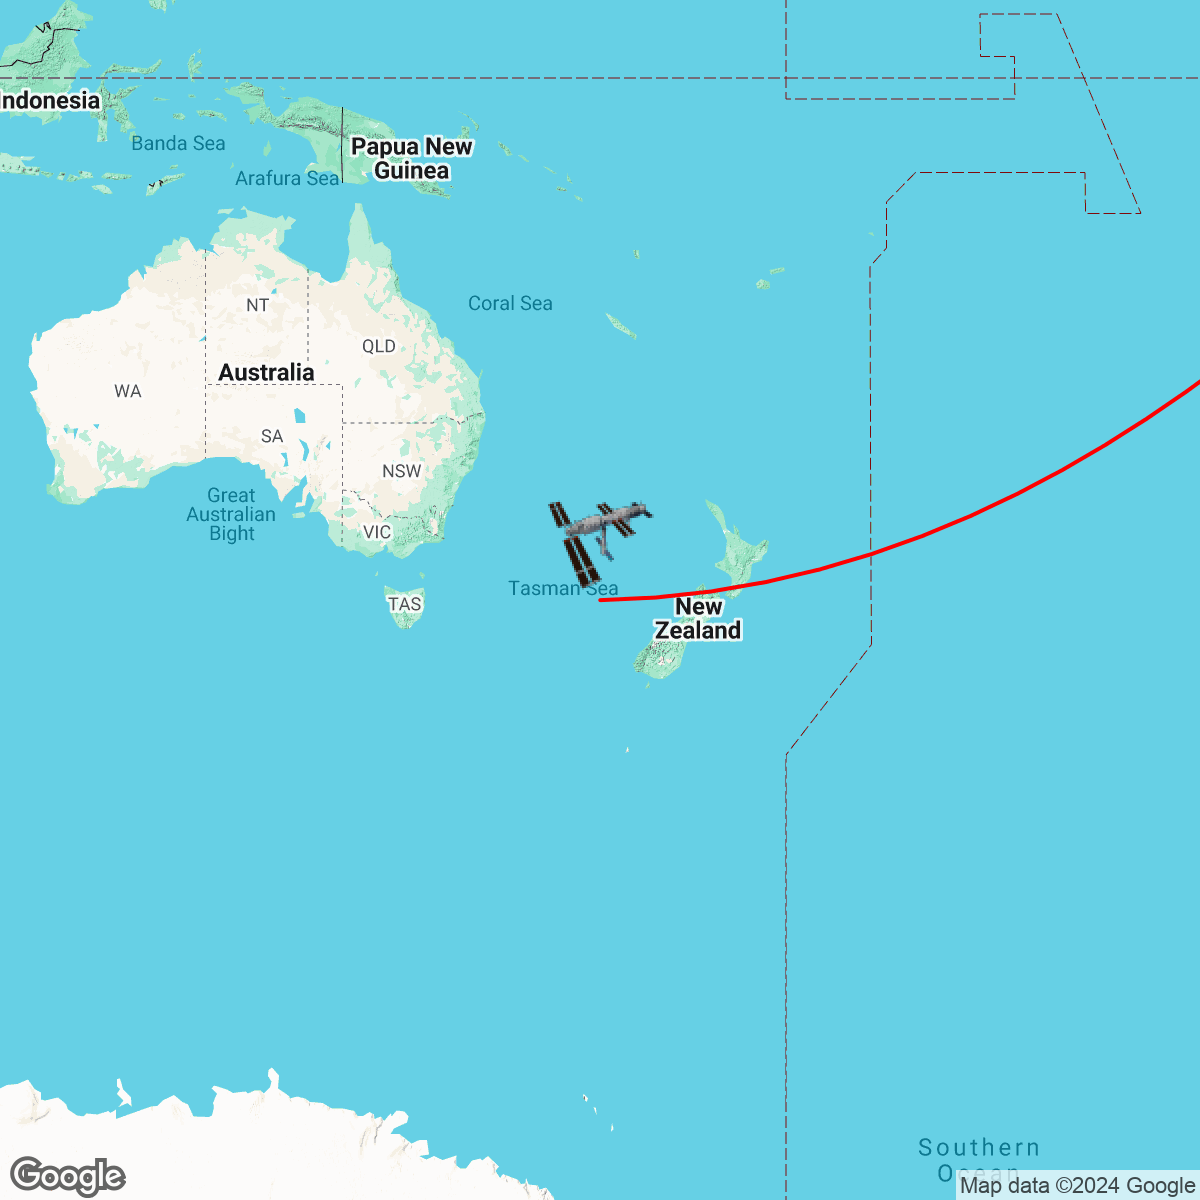 Indonesia
Banda Sea
Papua New
Guinea
Arafura Sea
NT
Coral Sea
QLD
Australia
WA
SA
NSW
Great
Australian
Bight
VIC
Tasman Sea
TAS
New
Zealand
Southern
Ocean
Google
Map data ©2024 Google